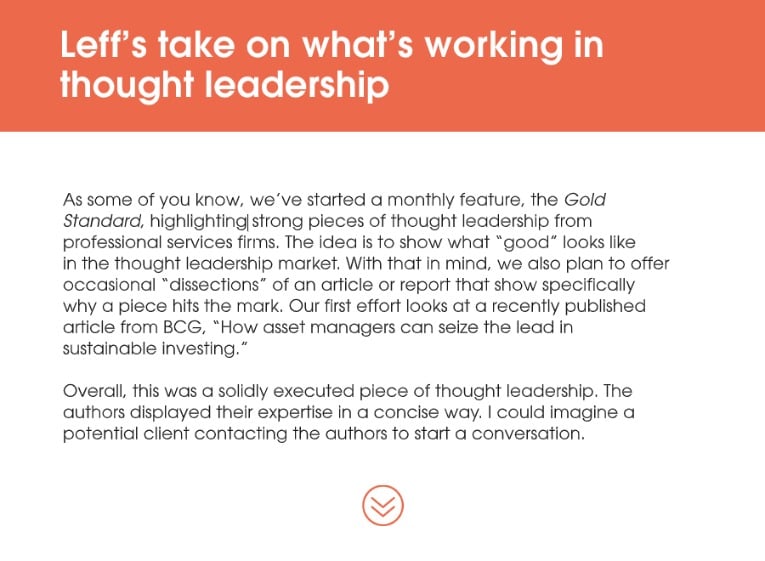 Leff’s take on what’s working in
thought leadership
As some of you know, we’ve started a monthly feature, the Gold
Standard, highlighting strong pieces of thought leadership from
professional services firms. The idea is to show what “good” looks like
in the thought leadership market. With that in mind, we also plan to offer
occasional “dissections” of an article or report that show specifically
why a piece hits the mark. Our first effort looks at a recently published
article from BCG, “How asset managers can seize the lead in
sustainable investing.”
Overall, this was a solidly executed piece of thought leadership. The
authors displayed their expertise in a concise way. I could imagine a
potential client contacting the authors to start a conversation.